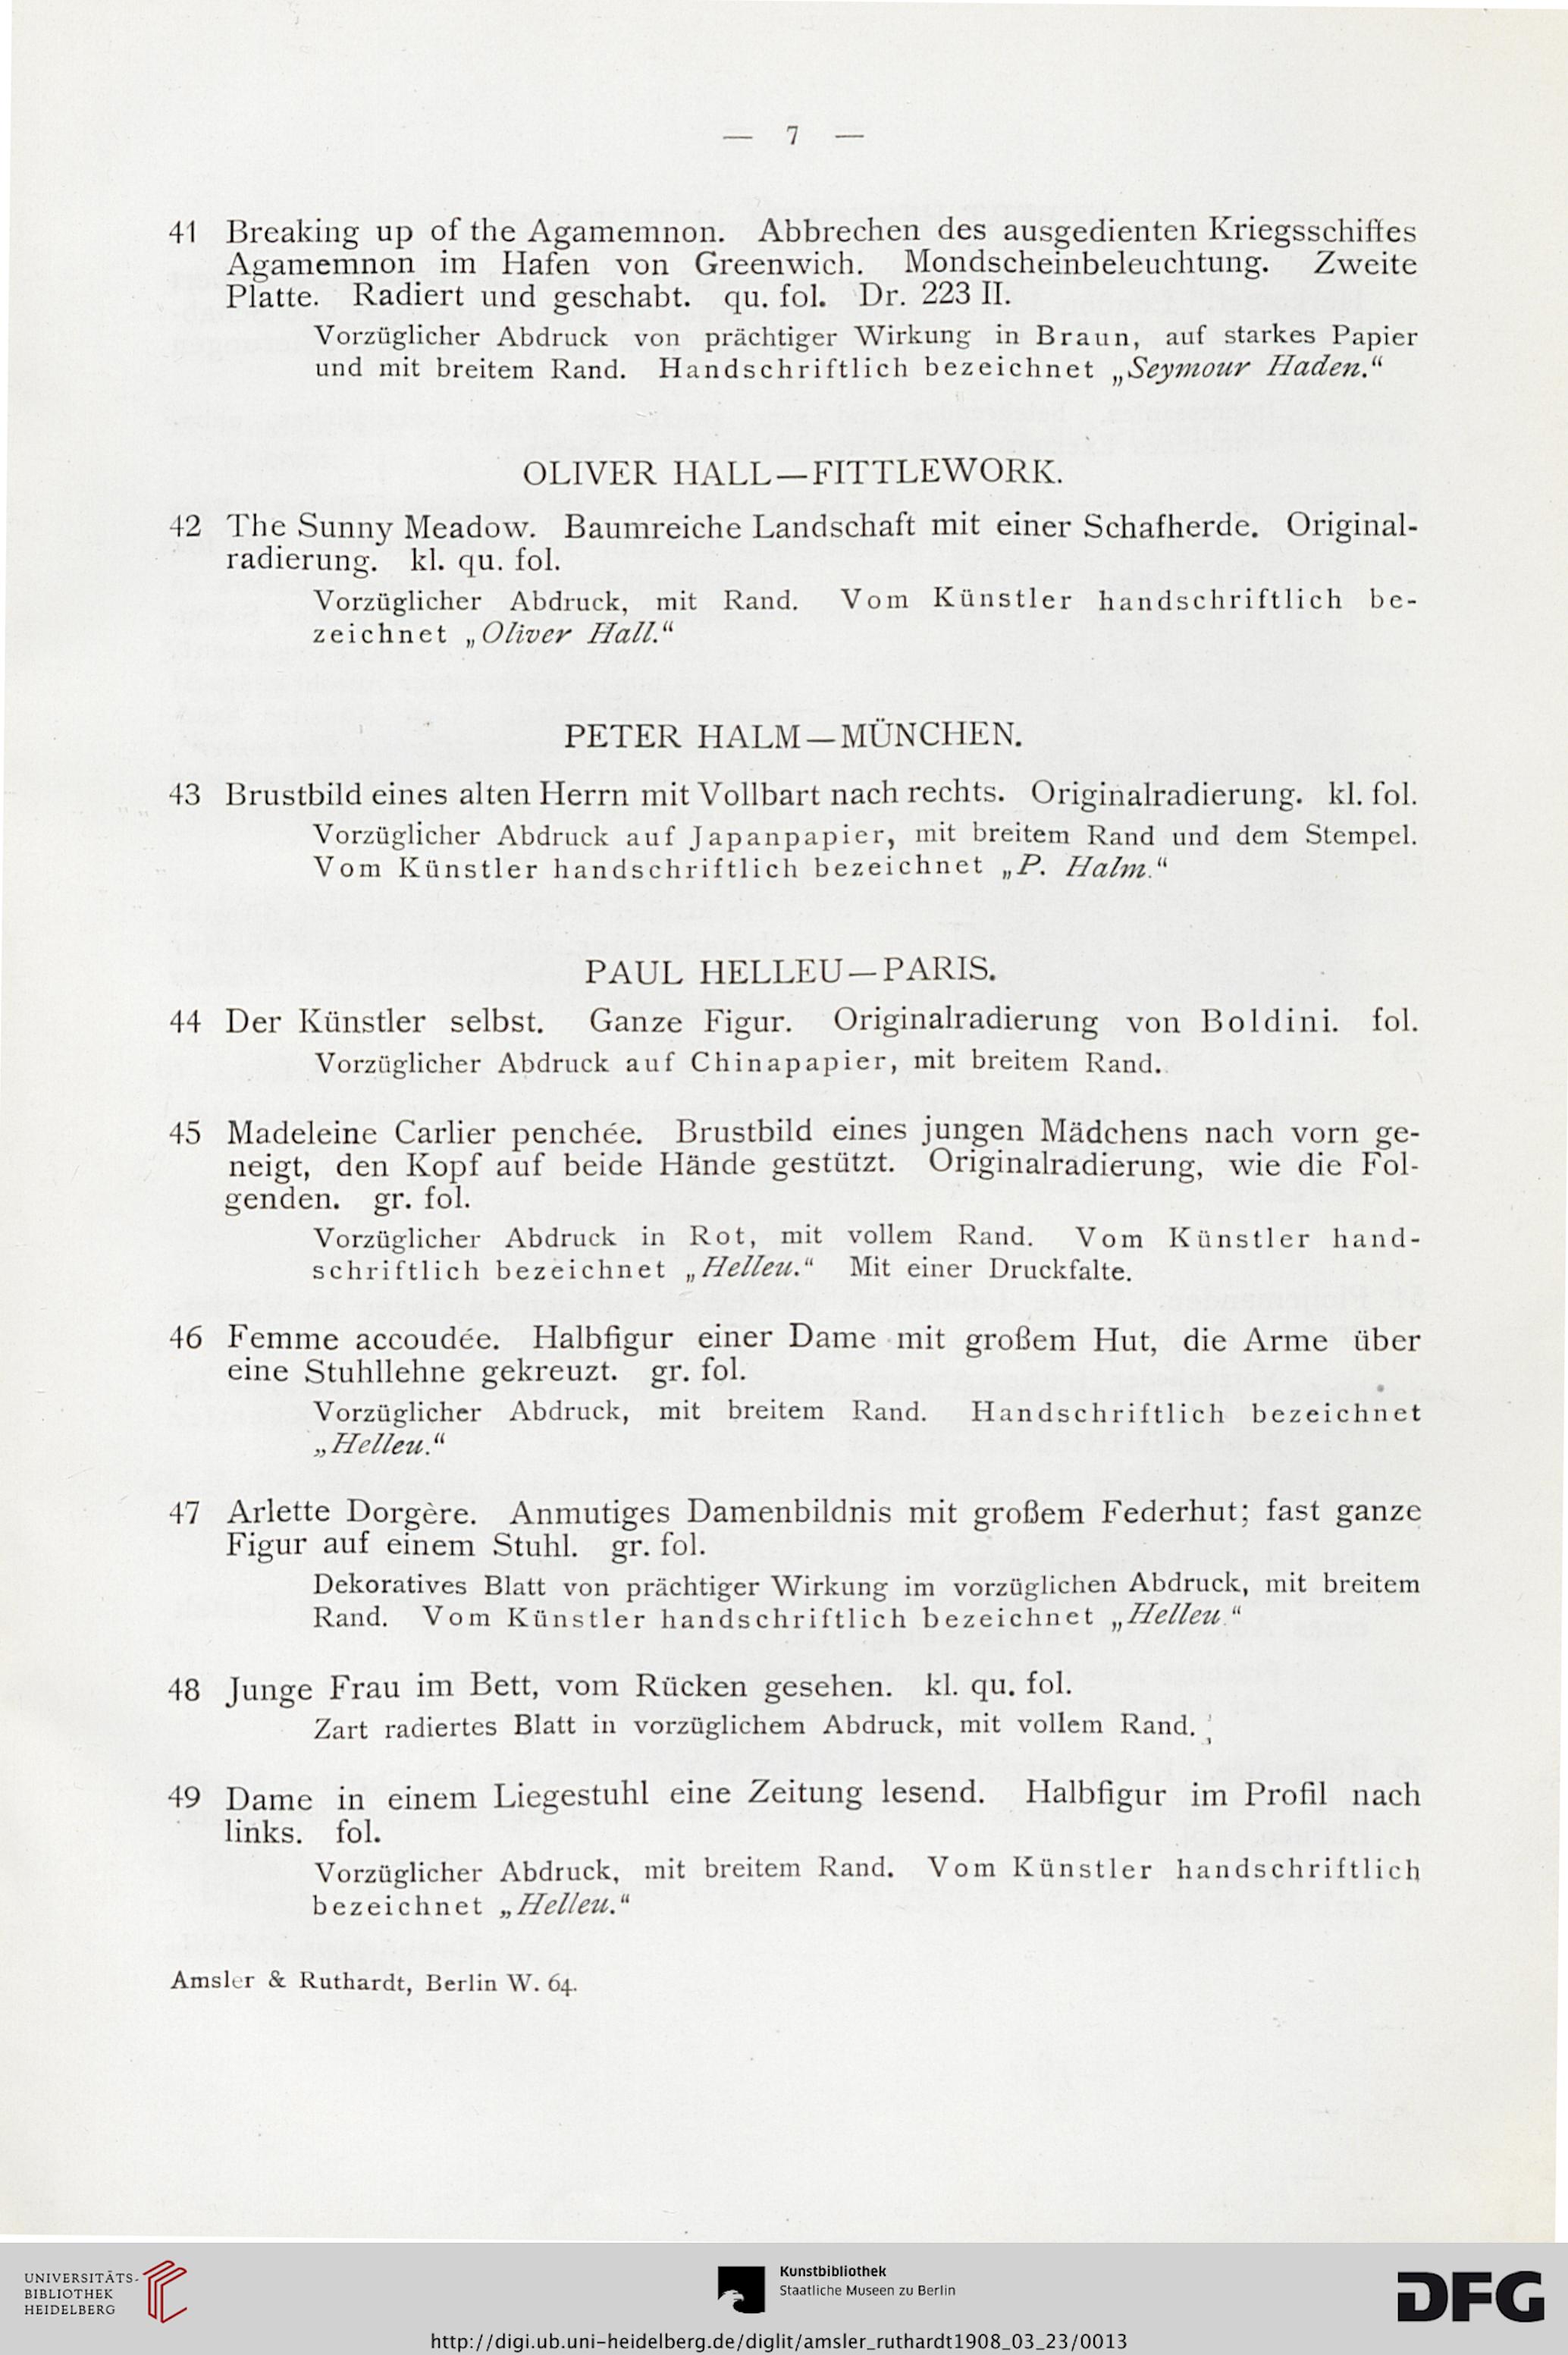 — 7 —
41 Breaking up of the Agamemnon. Abbrechen des ausgedienten Kriegsschiffes
Agamemnon im Hafen von Greenwich. Mondscheinbeleuchtung. Zweite
Platte. Radiert und geschabt. qu. fol. Dr. 223 II.
Vorzüglicher Abdruck von prächtiger Wirkung in Braun, auf starkes Papier
und mit breitem Rand. Handschriftlich bezeichnet „Seymour Haden.“
OLIVER HALL—FITTLEWORK.
42 The Sunny Meadow. Baumreiche Landschaft mit einer Schafherde. Original-
radierung. kl. qu. fol.
Vorzüglicher Abdruck, mit Rand. Vom Künstler handschriftlich be-
zeichnet „Oliver Hall.“
PETER HALM—MÜNCHEN.
43 Brustbild eines alten Herrn mit Vollbart nach rechts. Originalradierung. kl. fol.
Vorzüglicher Abdruck auf Japanpapier, mit breitem Rand und dem Stempel.
Vom Künstler handschriftlich bezeichnet „P. Halm.“
PAUL HELLEU—PARIS.
44 Der Künstler selbst. Ganze Figur. Originalradierung von Boldini. fol.
Vorzüglicher Abdruck auf Chinapapier, mit breitem Rand.
45 Madeleine Carlier penchée. Brustbild eines jungen Mädchens nach vorn ge-
neigt, den Kopf auf beide Hände gestützt. Originalradierung, wie die Fol-
genden. gr. fol.
Vorzüglicher Abdruck in Rot, mit vollem Rand. Vom Künstler hand-
schriftlich bezeichnet „Helleu.“ Mit einer Druckfalte.
46 Femme accoudée. Halbfigur einer Dame mit großem Hut, die Arme über
eine Stuhllehne gekreuzt. gr. fol.
Vorzüglicher Abdruck, mit breitem Rand. Handschriftlich bezeichnet
„Helleu.“
47 Arlette Dorgère. Anmutiges Damenbildnis mit großem Federhut; fast ganze
Figur auf einem Stuhl. gr. fol.
Dekoratives Blatt von prächtiger Wirkung im vorzüglichen Abdruck, mit breitem
Rand. Vom Künstler handschriftlich bezeichnet „Helleu.“
48 Junge Frau im Bett, vom Rücken gesehen. kl. qu. fol.
Zart radiertes Blatt in vorzüglichem Abdruck, mit vollem Rand.
49 Dame in einem Liegestuhl eine Zeitung lesend. Halbfigur im Profil nach
links. fol.
Vorzüglicher Abdruck, mit breitem Rand. Vom Künstler handschriftlich
bezeichnet „Helleu.“
Amsler & Ruthardt, Berlin W. 64.
UNIVERSITÄTS-
BIBLIOTHEK
HEIDELBERG
Kunstbibliothek
Staatliche Museen zu Berlin
DFG
http://digi.ub.uni-heidelberg.de/diglit/amsler_ruthardt1908_03_23/0013